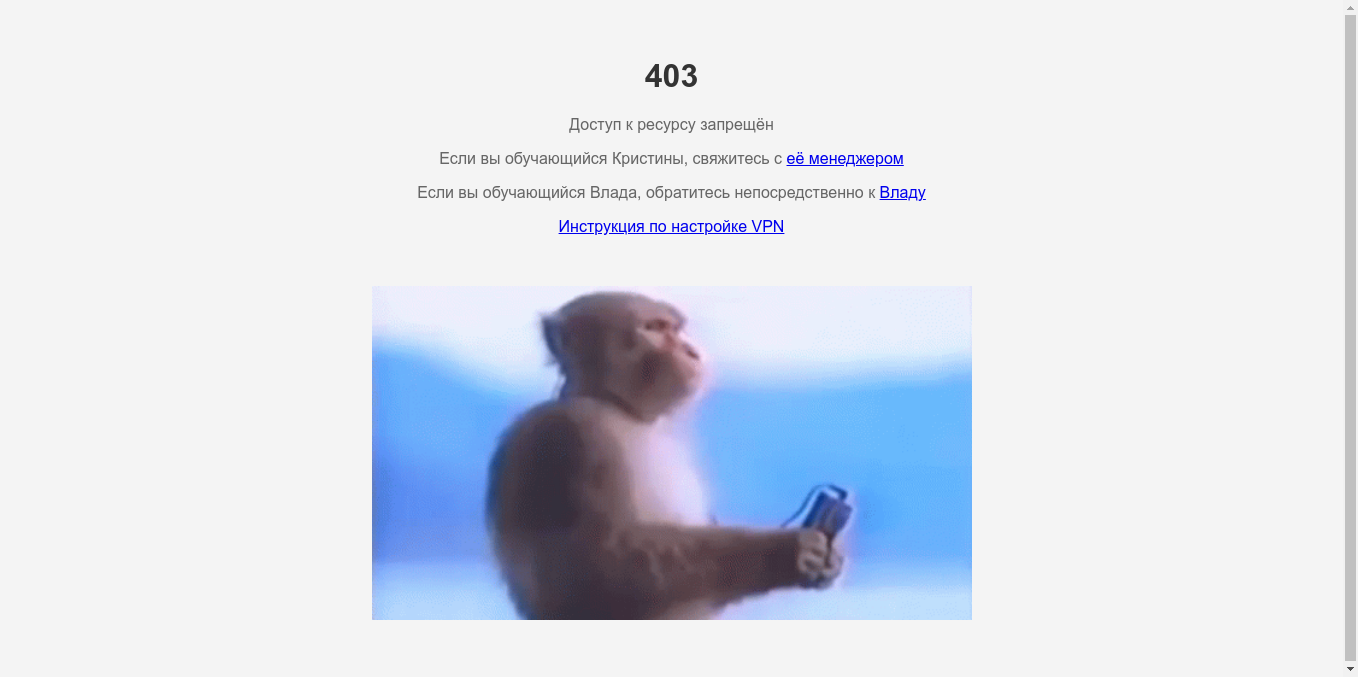 403
Доступ к ресурсу запрещён
Если вы обучающийся Кристины, свяжитесь с её менеджером
Если вы обучающийся Влада, обратитесь непосредственно к Владу
Инструкция по настройке VPN